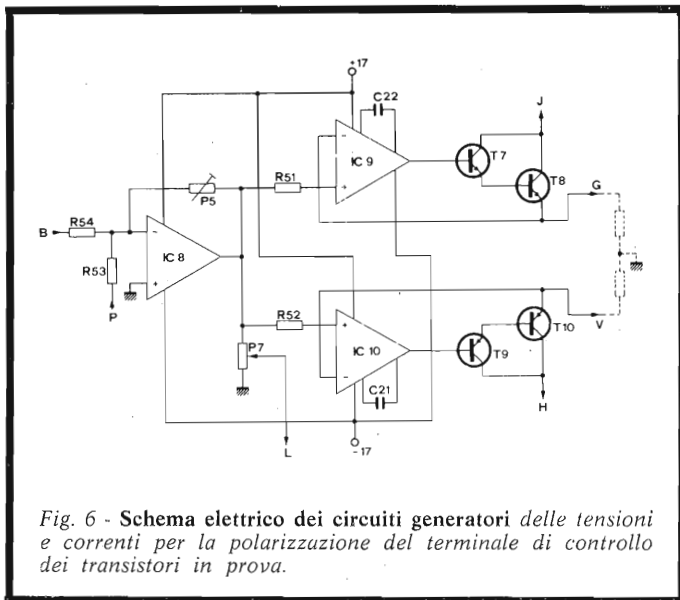 +17
C22
J
IC 9
T7
T8
G
R51
P5
R54
B
IC 8
R53
P
R52
V
P7
IC 10
T10
T9
C21
H
L
-17
Fig. 6 - Schema elettrico dei circuiti generatori delle tensioni
e correnti per la polarizzuzione del terminale di controllo
dei transistori in prova.